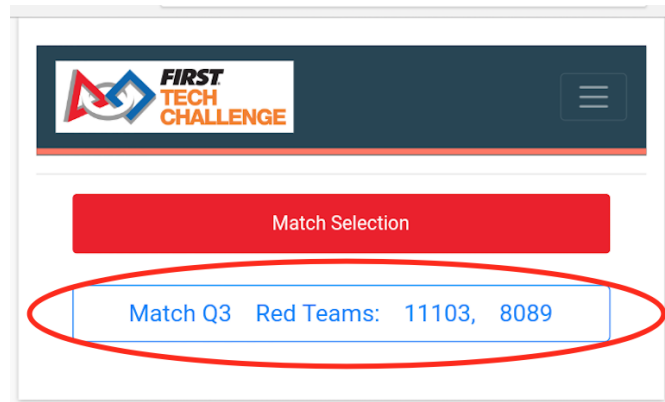 FIRST
TECH
CHALLENGE
Match Selection
Match Q3 Red Teams: 11103, 8089